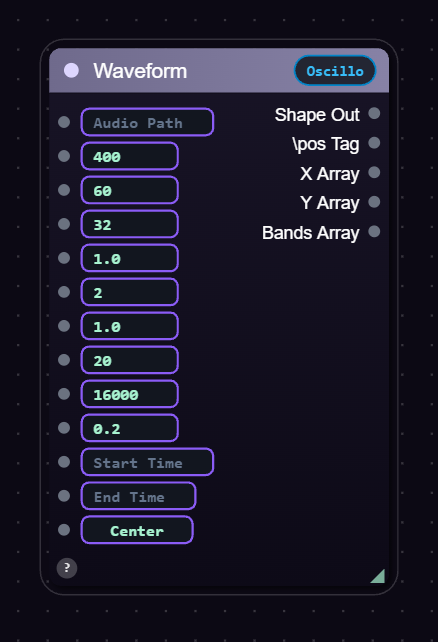 Waveform
Oscillo
Audio Path
400
60
32
1.0
2
1.0
20
16000
0.2
Start Time
End Time
Center
Shape Out
\pos Tag
X Array
Y Array
Bands Array
?